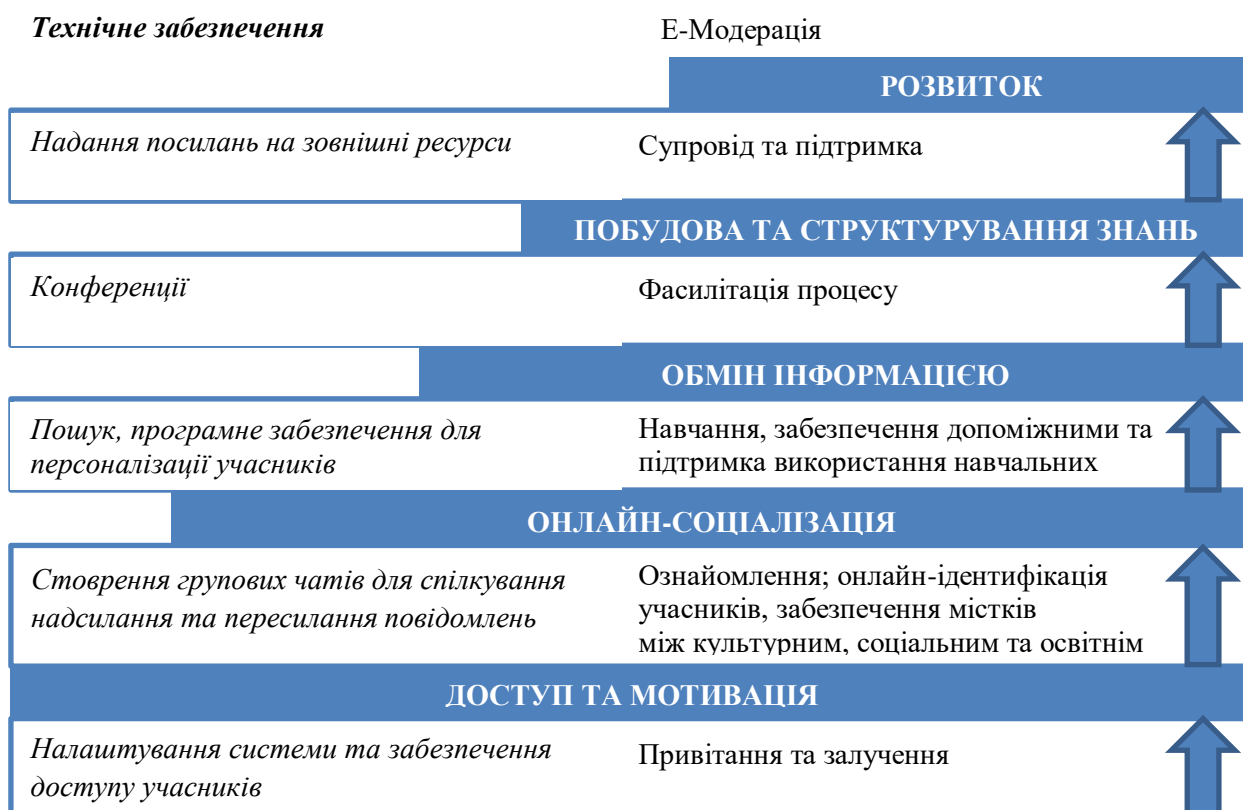 Технічне забезпечення
Е-Модерація
РОЗВИТОК
Надання посилань на зовнішні ресурси
Супровід та підтримка
ПОБУДОВА ТА СТРУКТУРУВАННЯ ЗНАНЬ
Конференції
Фасилітація процесу
ОБМІН ІНФОРМАЦІЄЮ
Пошук, програмне забезпечення для
персоналізації учасників
Навчання, забезпечення допоміжними та
підтримка використання навчальних
ОНЛАЙН-СОЦІАЛІЗАЦІЯ
Стоврення групових чатів для спілкування
надсилання та пересилання повідомлень
Ознайомлення; онлайн-ідентифікація
учасників, забезпечення містків
між культурним, соціальним та освітнім
ДОСТУП ТА МОТИВАЦІЯ
Налаштування системи та забезпечення
доступу учасників
Привітання та залучення